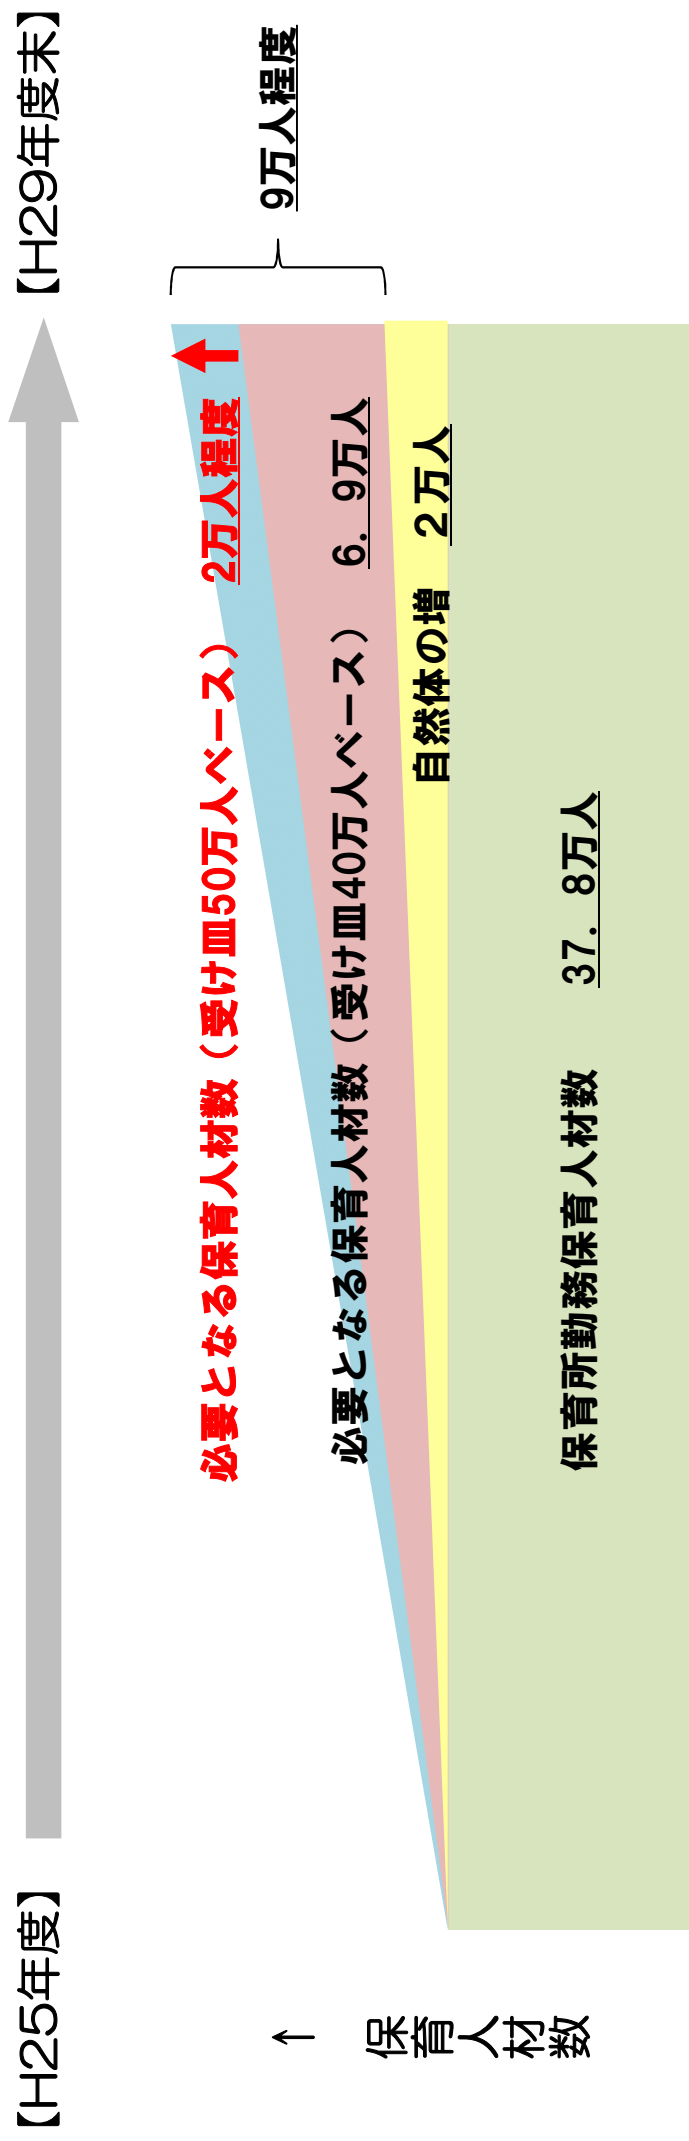 【H25年度】
【H29年度末】
9万人程度
必要となる保育人材数（受け皿50万人ベース） 2万人程度
必要となる保育人材数（受け皿40万人ベース） 6．9万人
自然体の増 2万人
保育所勤務保育人材数 37．8万人
↑
保育人材数